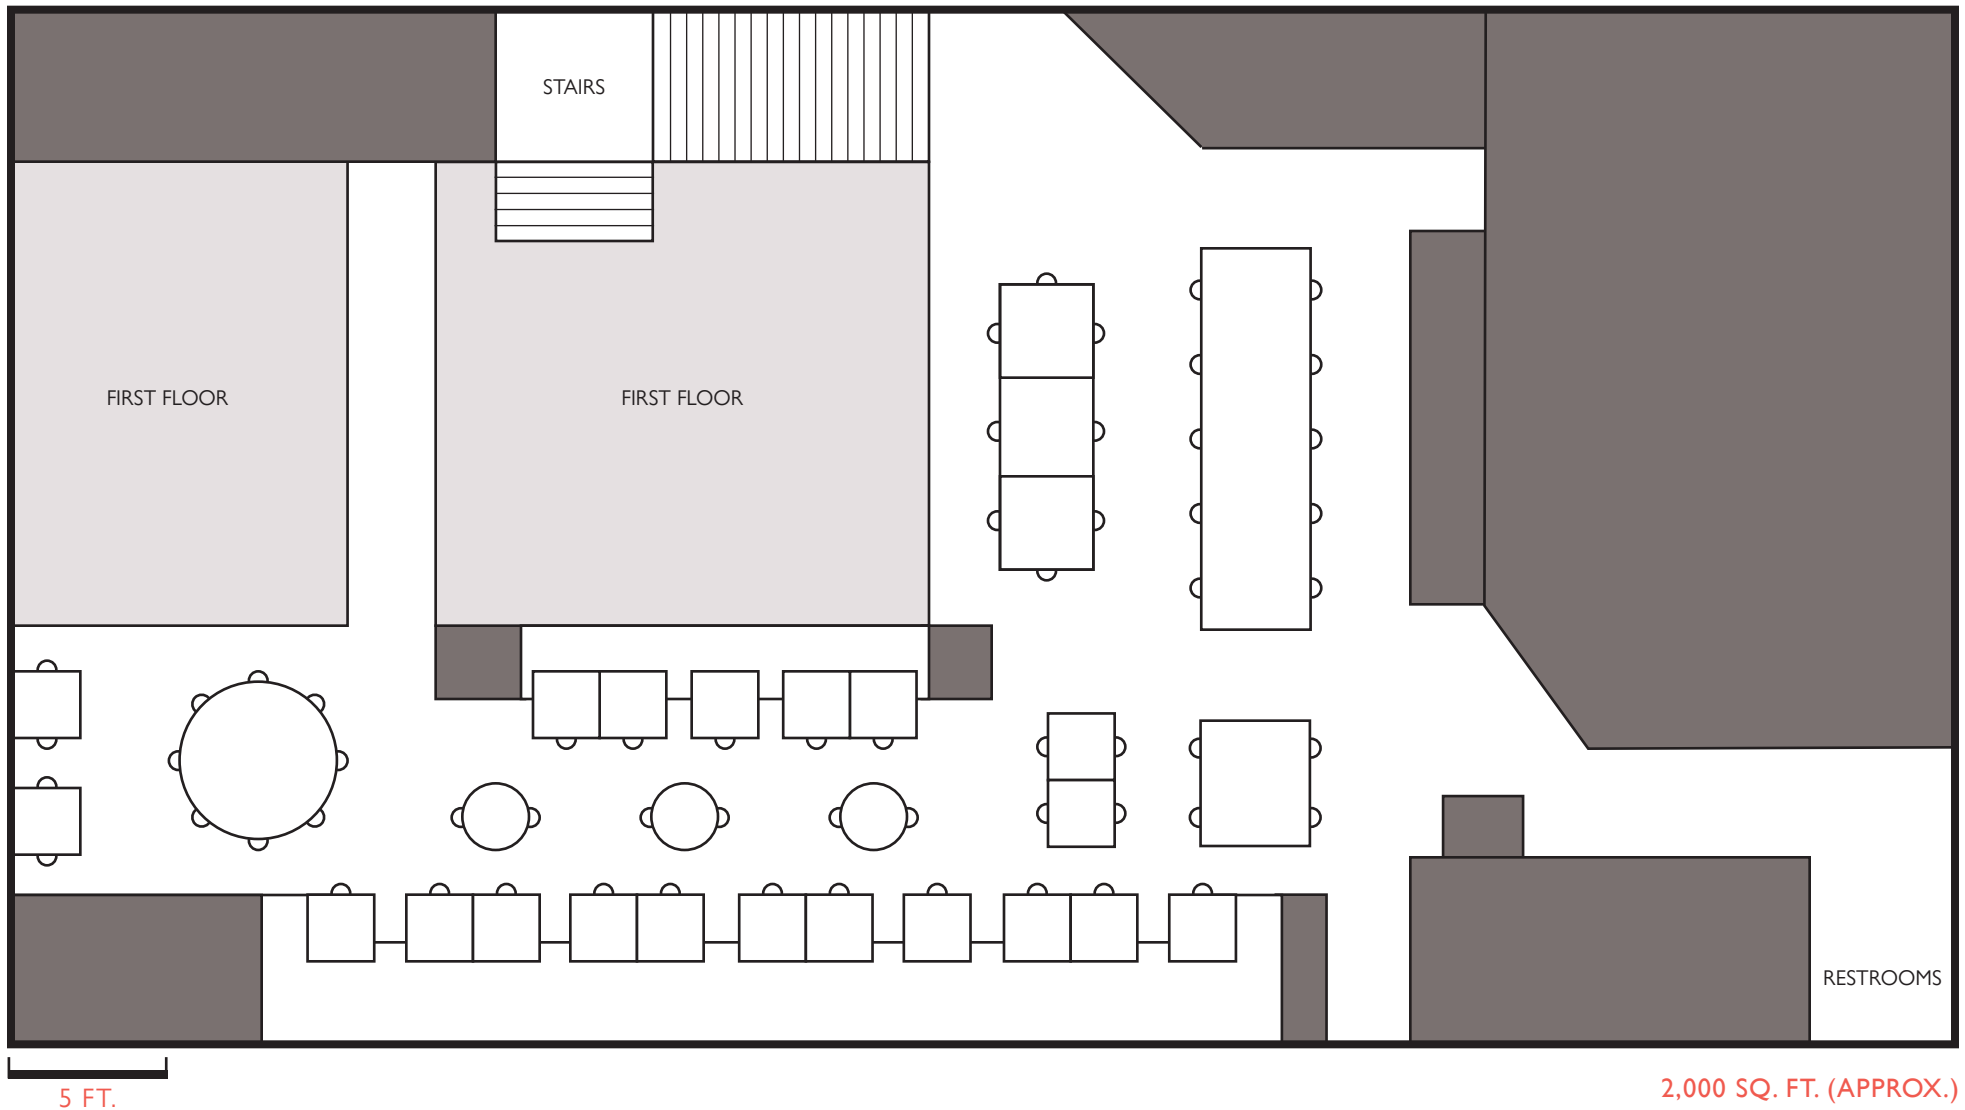 STAIRS
FIRST FLOOR
FIRST FLOOR
RESTROOMS
5 FT.
2,000 SQ. FT. (APPROX.)